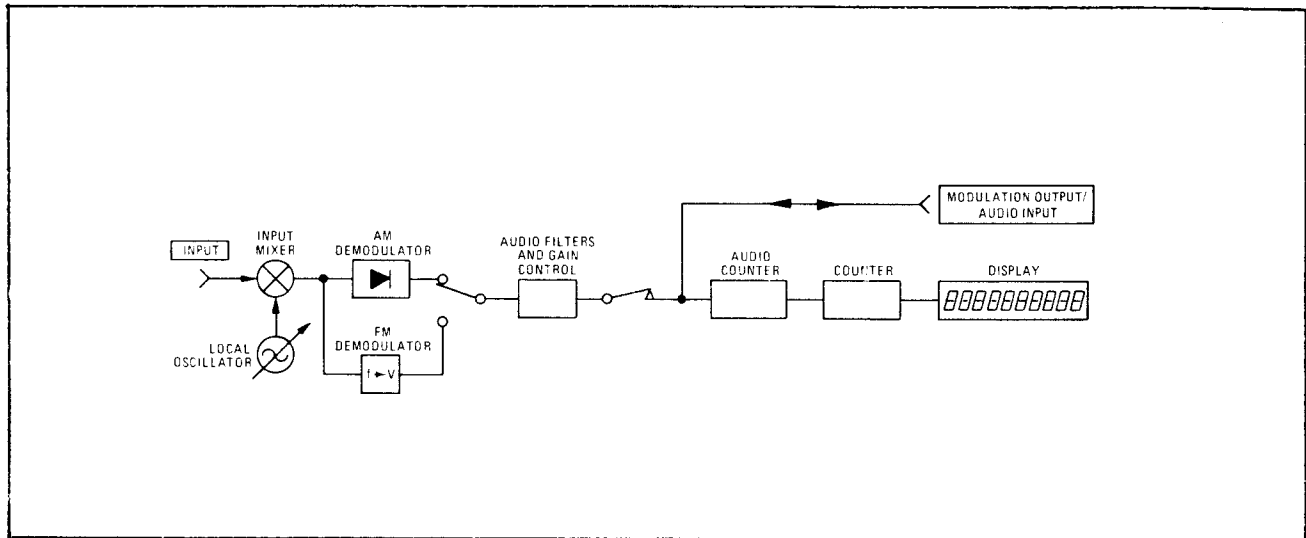 MODULATION OUTPUT/
AUDIO INPUT
INPUT
INPUT
MIXER
AM
DEMODULATOR
AUDIO FILTERS
AND GAIN
CONTROL
AUDIO
COUNTER
COUNTER
DISPLAY
8888888888
LOCAL
OSCILLATOR
FM
DEMODULATOR
f►V